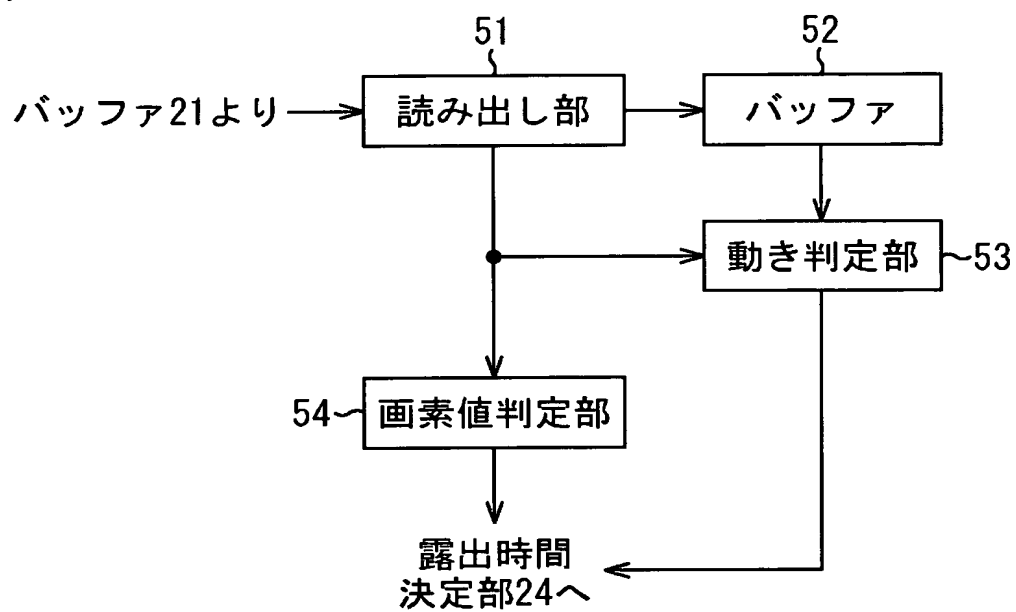 51
52
バッファ21より
読み出し部
バッファ
動き判定部
53
54
画素値判定部
露出時間
決定部24へ